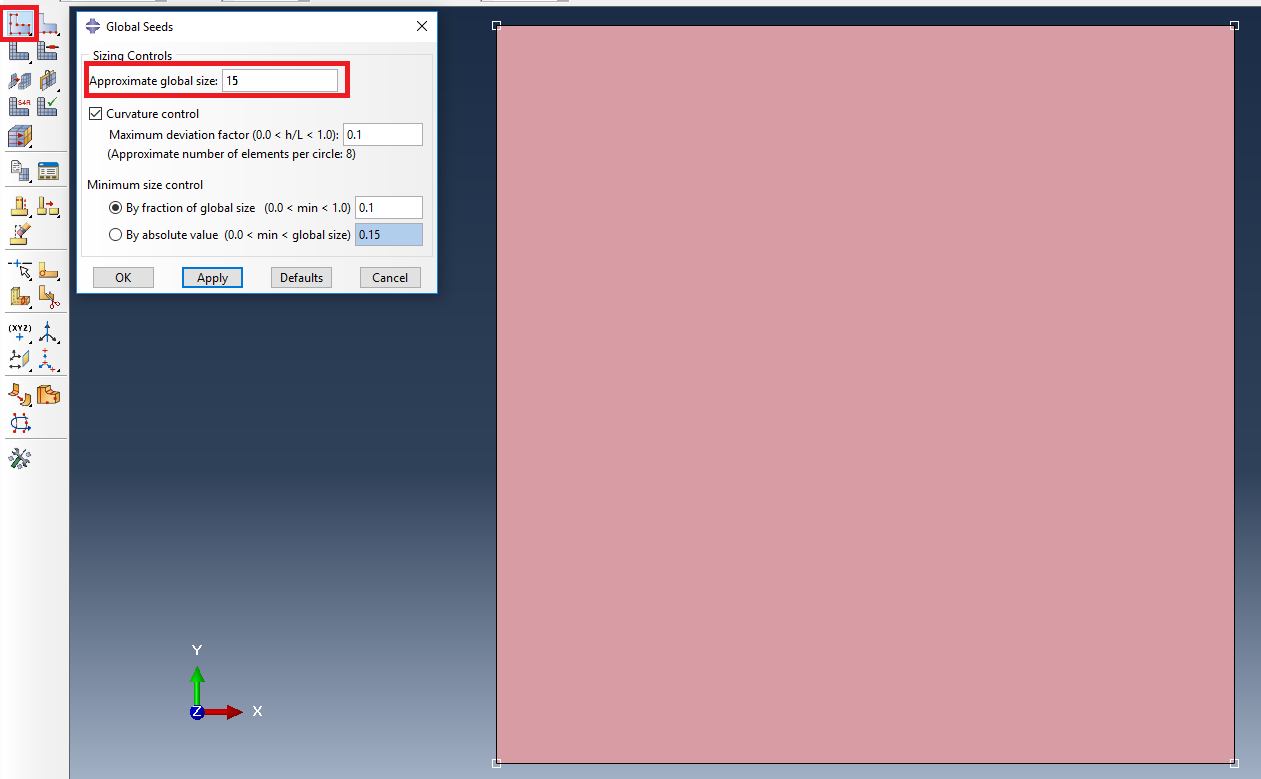 Global Seeds
Sizing Controls
Approximate global size: 15
Curvature control
Maximum deviation factor (0.0 < h/L < 1.0): 0.1
(Approximate number of elements per circle: 8)
Minimum size control
By fraction of global size (0.0 < min < 1.0) 0.1
By absolute value (0.0 < min < global size) 0.15
OK Apply Defaults Cancel
S4R
(XYZ)
Y
Z X